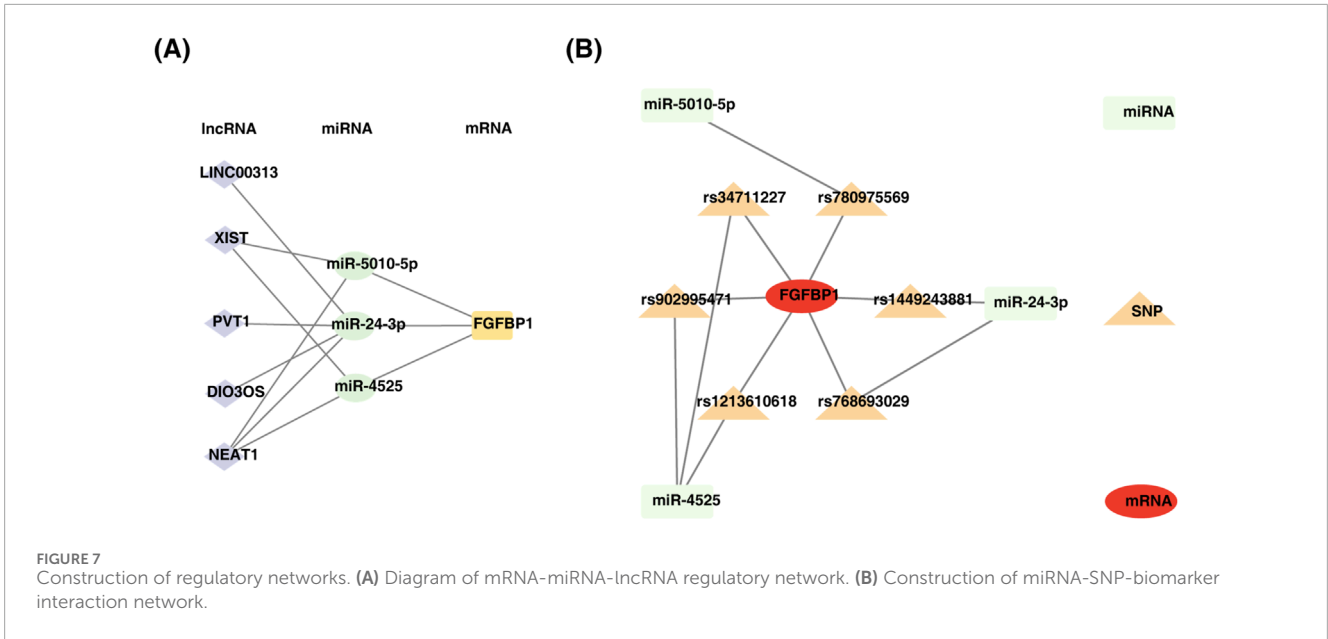 (A)
lncRNA miRNA mRNA
LINC00313
XIST
miR-5010-5p
PVT1
miR-24-3p
FGFBP1
DIO3OS
miR-4525
NEAT1
(B)
miR-5010-5p
miRNA
rs34711227
rs780975569
rs902995471
FGFBP1
rs1449243881
miR-24-3p
SNP
rs1213610618
rs768693029
miR-4525
mRNA
FIGURE 7
Construction of regulatory networks. (A) Diagram of mRNA-miRNA-lncRNA regulatory network. (B) Construction of miRNA-SNP-biomarker
interaction network.